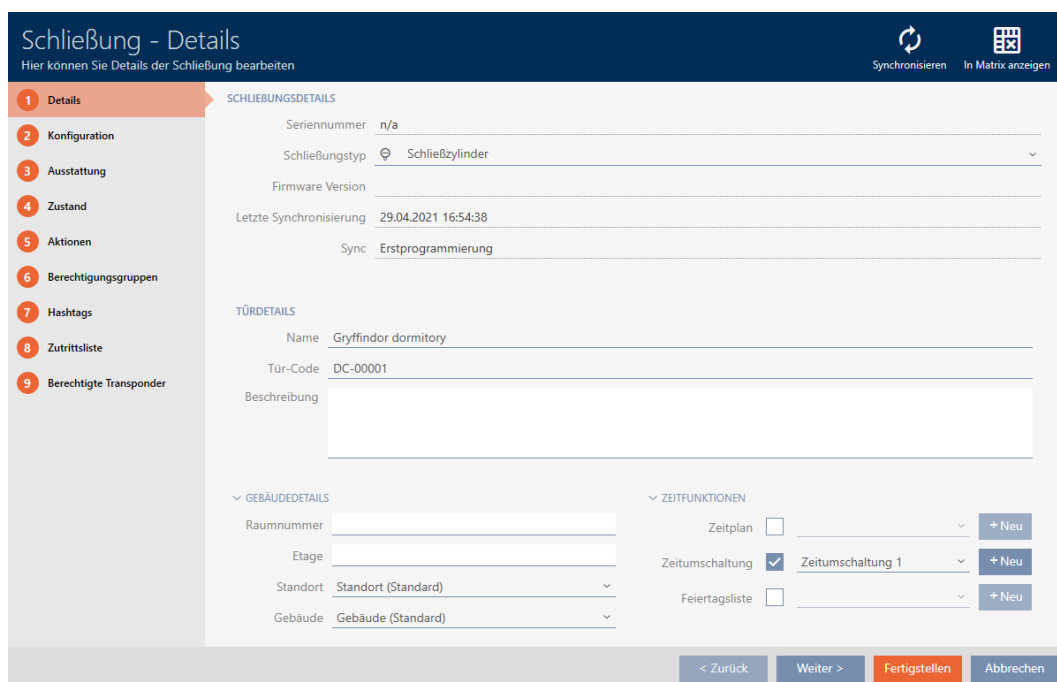 Schließung - Details
Hier können Sie Details der Schließung bearbeiten
Synchronisieren
In Matrix anzeigen
1 Details
2 Konfiguration
3 Ausstattung
4 Zustand
5 Aktionen
6 Berechtigungsgruppen
7 Hashtags
8 Zutrittsliste
9 Berechtigte Transponder
SCHLIEßUNGSDETAILS
Seriennummer n/a
Schließungstyp Schließzylinder
Firmware Version
Letzte Synchronisierung 29.04.2021 16:54:38
Sync Erstprogrammierung
TÜRDETAILS
Name Gryffindor dormitory
Tür-Code DC-00001
Beschreibung
GEBÄUDEDETAILS
Raumnummer
Etage
Standort Standort (Standard)
Gebäude Gebäude (Standard)
ZEITFUNKTIONEN
Zeitplan +Neu
Zeitumschaltung Zeitumschaltung 1 +Neu
Feiertagsliste +Neu
< Zurück Weiter > Fertigstellen Abbrechen